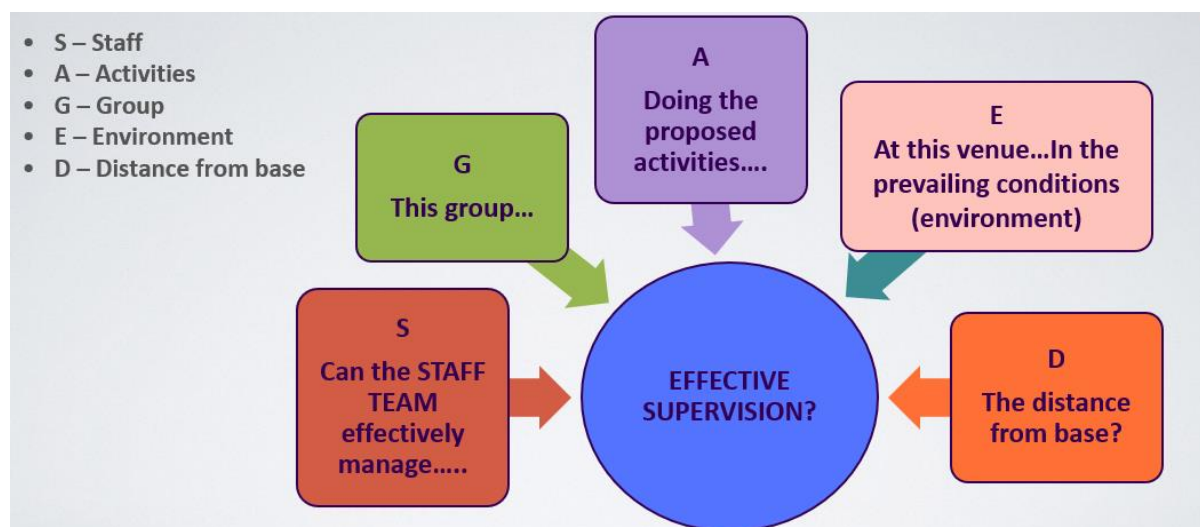 • S – Staff
• A – Activities
• G – Group
• E – Environment
• D – Distance from base
S
Can the STAFF
TEAM
effectively
manage.....
G
This group...
A
Doing the
proposed
activities....
E
At this venue...In the
prevailing conditions
(environment)
D
The distance
from base?
EFFECTIVE
SUPERVISION?